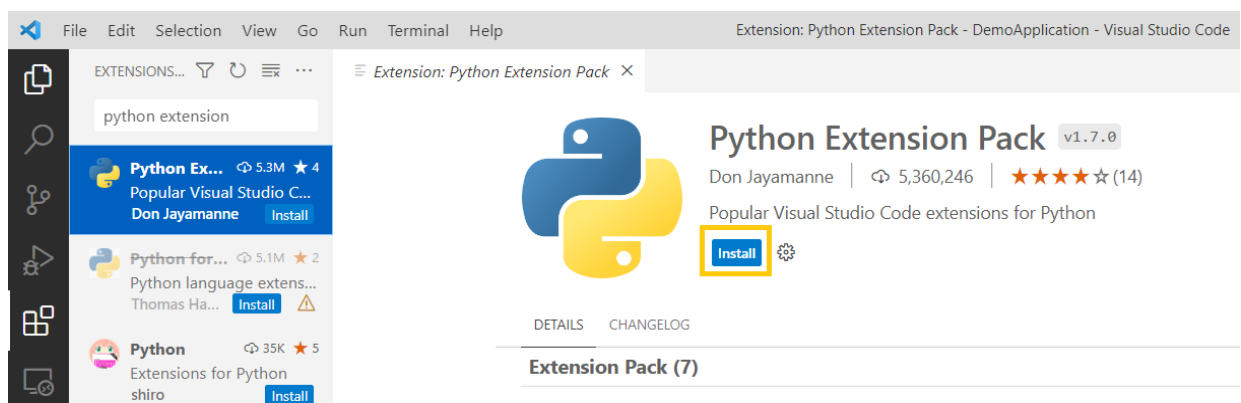 File Edit Selection View Go Run Terminal Help Extension: Python Extension Pack - DemoApplication - Visual Studio Code
EXTENSIONS... ···
Extension: Python Extension Pack ×
python extension
Python Ex... 5.3M ★ 4
Popular Visual Studio C...
Don Jayamanne Install
Python for... 5.1M ★ 2
Python language extens...
Thomas Ha... Install
Python 35K ★ 5
Extensions for Python
shiro Install
Python Extension Pack v1.7.0
Don Jayamanne | 5,360,246 | ★★★★☆(14)
Popular Visual Studio Code extensions for Python
Install
DETAILS CHANGELOG
Extension Pack (7)